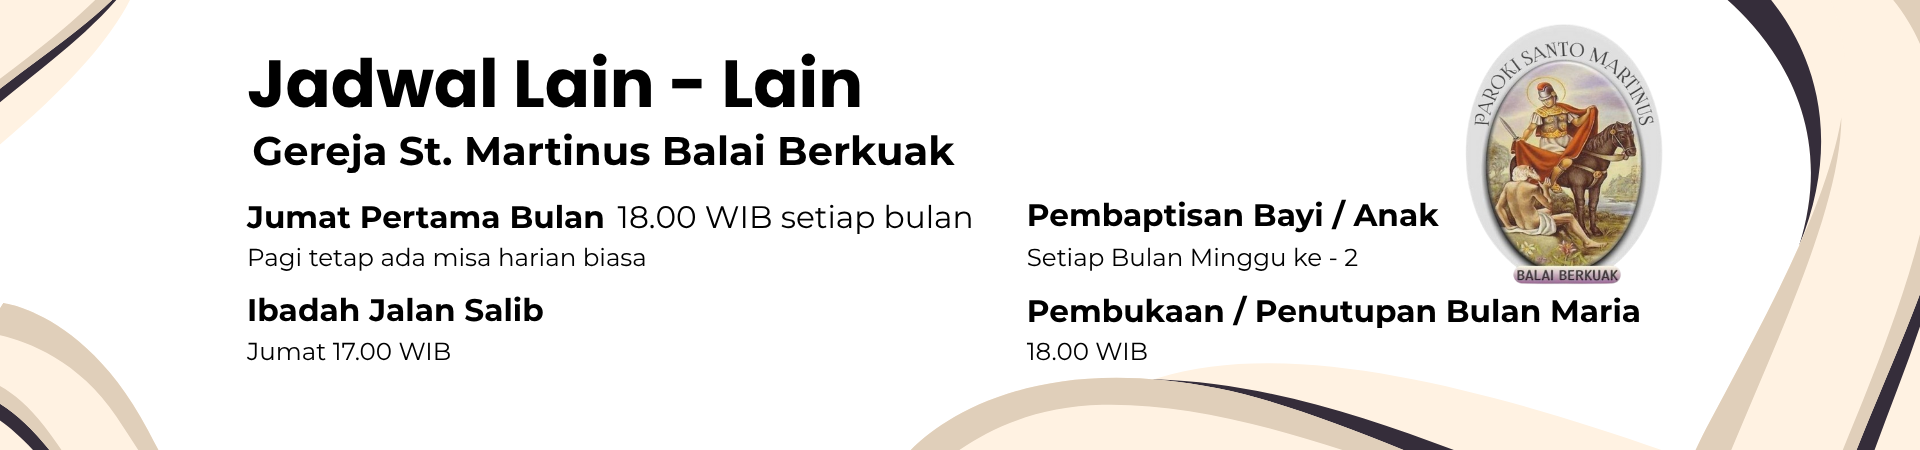 Jadwal Lain - Lain
Gereja St. Martinus Balai Berkuak
Jumat Pertama Bulan 18.00 WIB setiap bulan
Pagi tetap ada misa harian biasa
Ibadah Jalan Salib
Jumat 17.00 WIB
Pembaptisan Bayi / Anak
Setiap Bulan Minggu ke - 2
Pembukaan / Penutupan Bulan Maria
18.00 WIB
PAROKI SANTO MARTINUS
BALAI BERKUAK